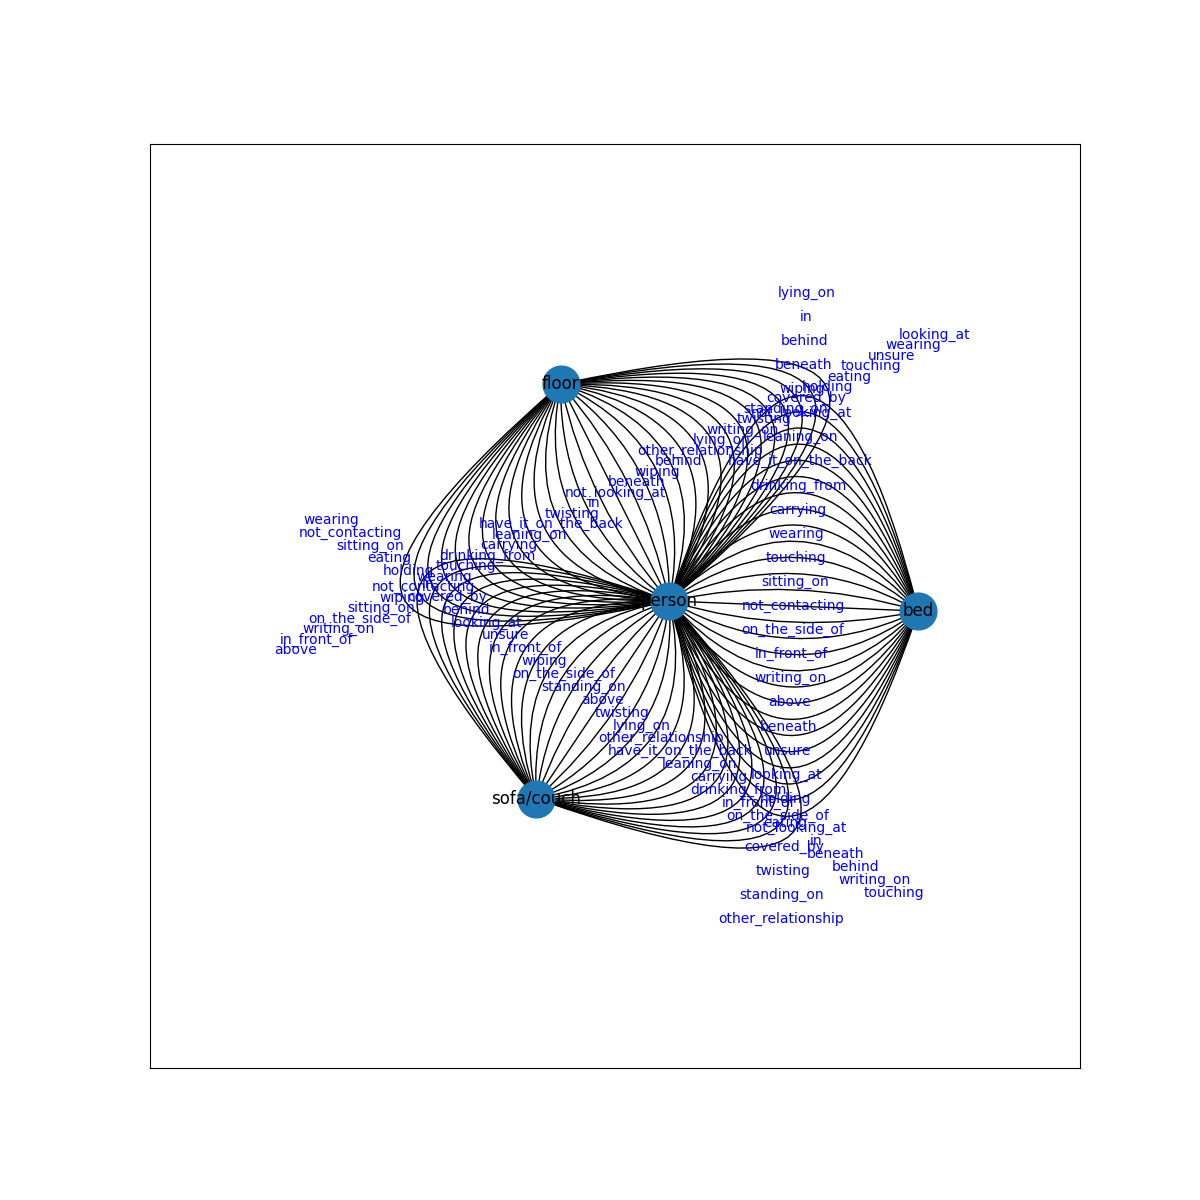 floor
person
bed
sofa/couch
lying_on
in
behind
beneath
wiping
not_looking_at
leaning_on
have_it_on_the_back
drinking_from
carrying
wearing
touching
sitting_on
not_contacting
on_the_side_of
in_front_of
writing_on
above
beneath
unsure
looking_at
holding
eating
covered_by
twisting
standing_on
other_relationship
looking_at
wearing
unsure
touching
eating
holding
covered_by
standing_on
twisting
writing_on
lying_on
other_relationship
behind
wiping
beneath
not_looking_at
in
twisting
have_it_on_the_back
leaning_on
carrying
drinking_from
touching
wearing
not_contacting
wiping
sitting_on
on_the_side_of
writing_on
in_front_of
above
wearing
not_contacting
sitting_on
eating
holding
covered_by
behind
looking_at
unsure
in_front_of
wiping
on_the_side_of
standing_on
above
twisting
lying_on
other_relationship
have_it_on_the_back
leaning_on
carrying
drinking_from
in_front_of
on_the_side_of
not_looking_at
in
beneath
behind
writing_on
touching